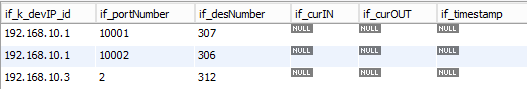 if_k_devIP_id if_portNumber if_desNumber if_curIN if_curOUT if_timestamp
192.168.10.1 10001 307 NULL NULL NULL
192.168.10.1 10002 306 NULL NULL NULL
192.168.10.3 2 312 NULL NULL NULL